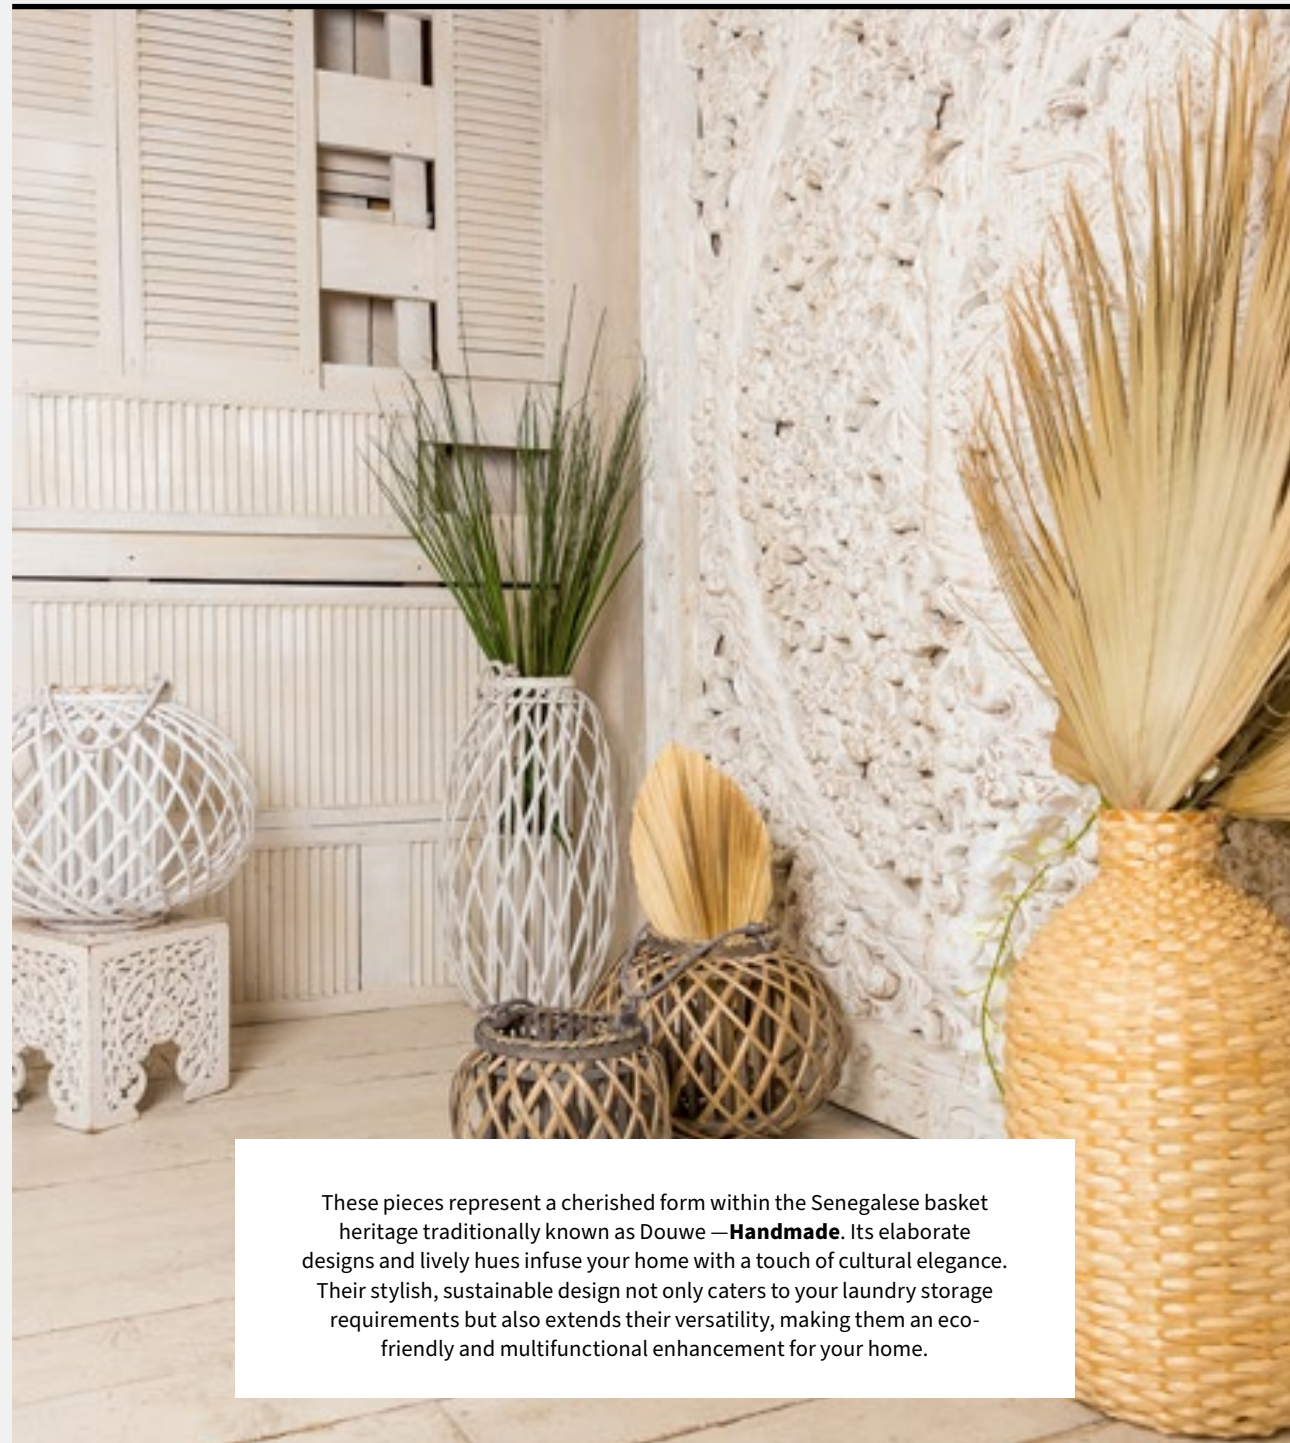 These pieces represent a cherished form within the Senegalese basket
heritage traditionally known as Douwe —Handmade. Its elaborate
designs and lively hues infuse your home with a touch of cultural elegance.
Their stylish, sustainable design not only caters to your laundry storage
requirements but also extends their versatility, making them an eco-
friendly and multifunctional enhancement for your home.